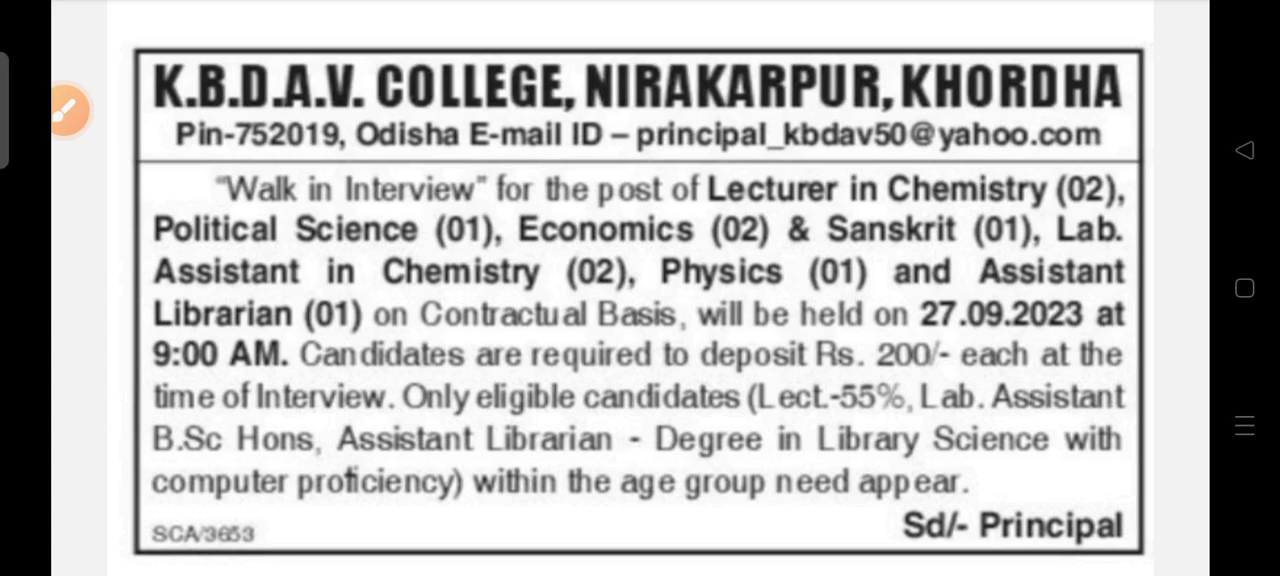 K.B.D.A.V. COLLEGE, NIRAKARPUR, KHORDHA
Pin-752019, Odisha E-mail ID – principal_kbdav50@yahoo.com
"Walk in Interview" for the post of Lecturer in Chemistry (02),
Political Science (01), Economics (02) & Sanskrit (01), Lab.
Assistant in Chemistry (02), Physics (01) and Assistant
Librarian (01) on Contractual Basis, will be held on 27.09.2023 at
9:00 AM. Candidates are required to deposit Rs. 200/- each at the
time of Interview. Only eligible candidates (Lect.-55%, Lab. Assistant
B.Sc Hons, Assistant Librarian - Degree in Library Science with
computer proficiency) within the age group need appear.
Sd/- Principal
SCA/3653